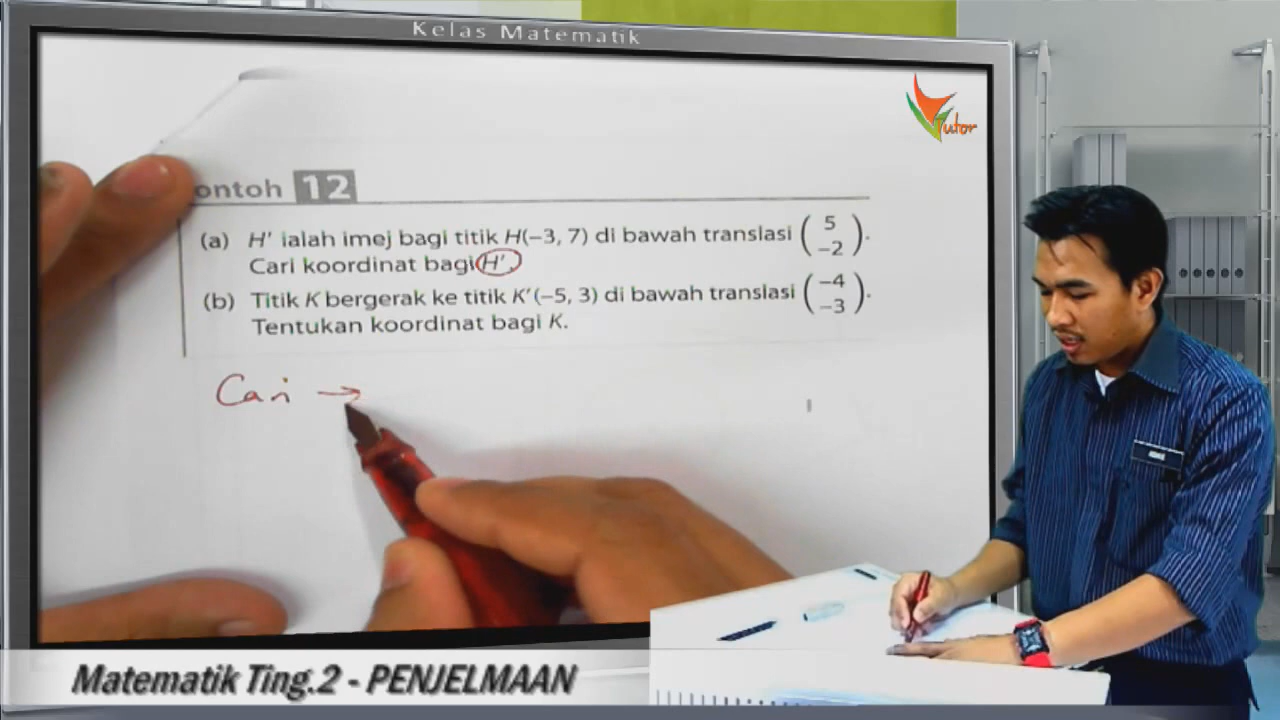 Kelas Matematik
Vutor
ontoh 12
(a) H' ialah imej bagi titik H(−3, 7) di bawah translasi (5 −2).
Cari koordinat bagi H'.
(b) Titik K bergerak ke titik K'(−5, 3) di bawah translasi (−4 −3).
Tentukan koordinat bagi K.
Cari →
Matematik Ting.2 - PENJELMAAN